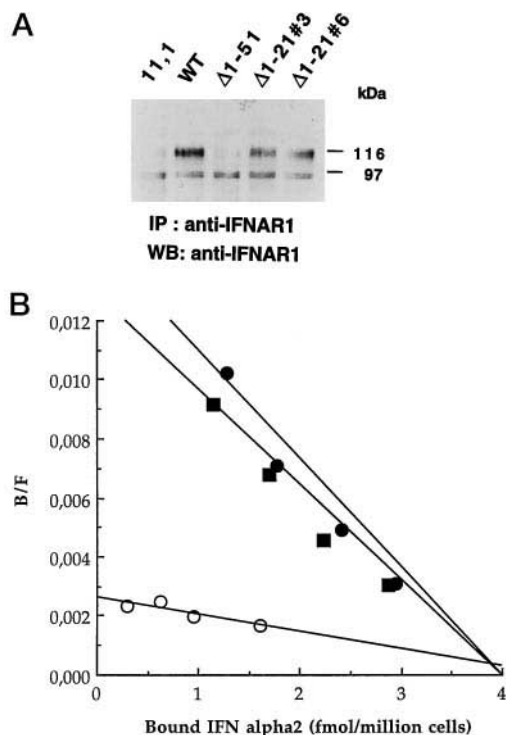 A
11,1 WT Δ1-51 Δ1-21#3 Δ1-21#6
kDa
116
97
IP : anti-IFNAR1
WB: anti-IFNAR1
B
0,012
0,010
0,008
0,006
0,004
0,002
0,000
B/F
0 1 2 3 4
Bound IFN alpha2 (fmol/million cells)